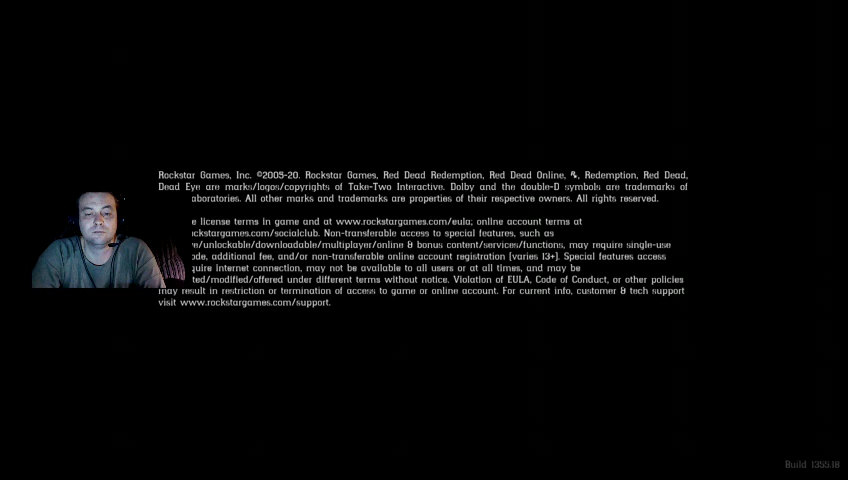 Rockstar Games, Inc. ©2005-20. Rockstar Games, Red Dead Redemption, Red Dead Online, Redemption, Red Dead,
Dead Eye are marks/logos/copyrights of Take-Two Interactive. Dolby and the double-D symbols are trademarks of
aboratories. All other marks and trademarks are properties of their respective owners. All rights reserved.
e license terms in game and at www.rockstargames.com/eula; online account terms at
ckstargames.com/socialclub. Non-transferable access to special features, such as
e/unlockable/downloadable/multiplayer/online & bonus content/services/functions, may require single-use
ode, additional fee, and/or non-transferable online account registration [varies 13+]. Special features access
quire internet connection, may not be available to all users or at all times, and may be
ted/modified/offered under different terms without notice. Violation of EULA, Code of Conduct, or other policies
may result in restriction or termination of access to game or online account. For current info, customer & tech support
visit www.rockstargames.com/support.
Build 1355.18